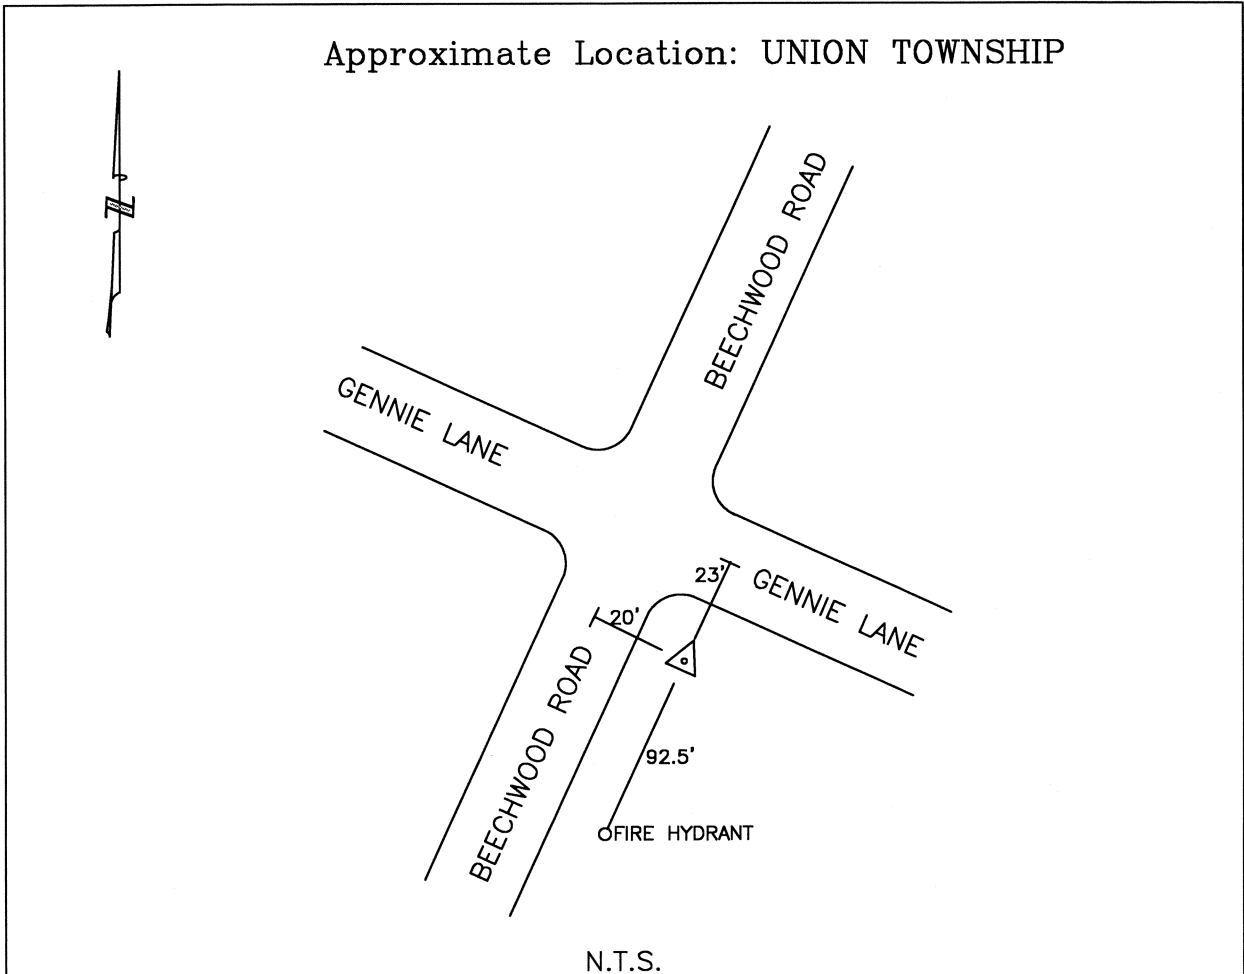 Approximate Location: UNION TOWNSHIP
N
BEECHWOOD ROAD
GENNIE LANE
23'
GENNIE LANE
20'
BEECHWOOD ROAD
92.5'
FIRE HYDRANT
N.T.S.